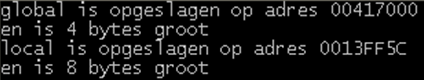 global is opgeslagen op adres 00417000
en is 4 bytes groot
local is opgeslagen op adres 0013FF5C
en is 8 bytes groot